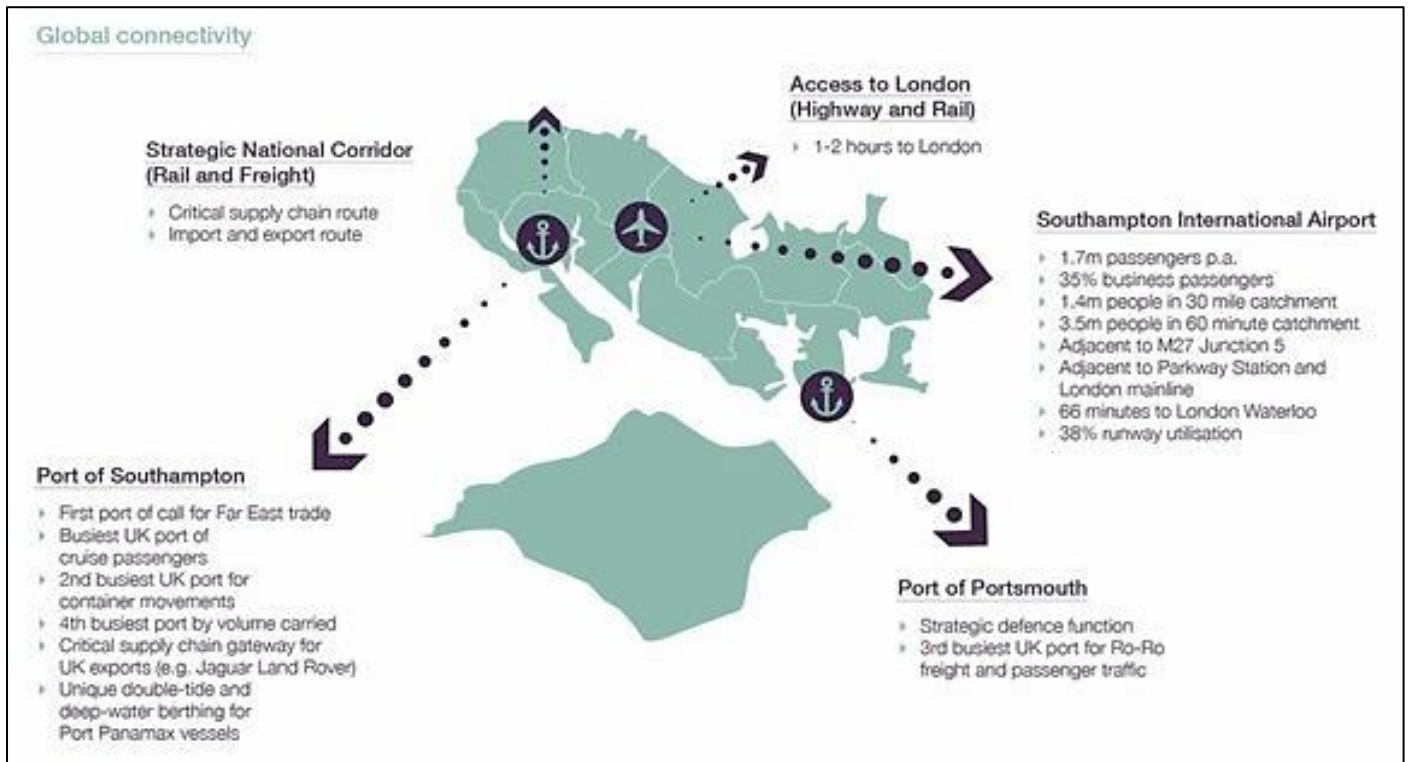 Global connectivity
Strategic National Corridor
(Rail and Freight)
Critical supply chain route
Import and export route
Access to London
(Highway and Rail)
1-2 hours to London
Southampton International Airport
1.7m passengers p.a.
35% business passengers
1.4m people in 30 mile catchment
3.5m people in 60 minute catchment
Adjacent to M27 Junction 5
Adjacent to Parkway Station and
London mainline
66 minutes to London Waterloo
38% runway utilisation
Port of Southampton
First port of call for Far East trade
Busiest UK port of
cruise passengers
2nd busiest UK port for
container movements
4th busiest port by volume carried
Critical supply chain gateway for
UK exports (e.g. Jaguar Land Rover)
Unique double-tide and
deep-water berthing for
Port Panamax vessels
Port of Portsmouth
Strategic defence function
3rd busiest UK port for Ro-Ro
freight and passenger traffic